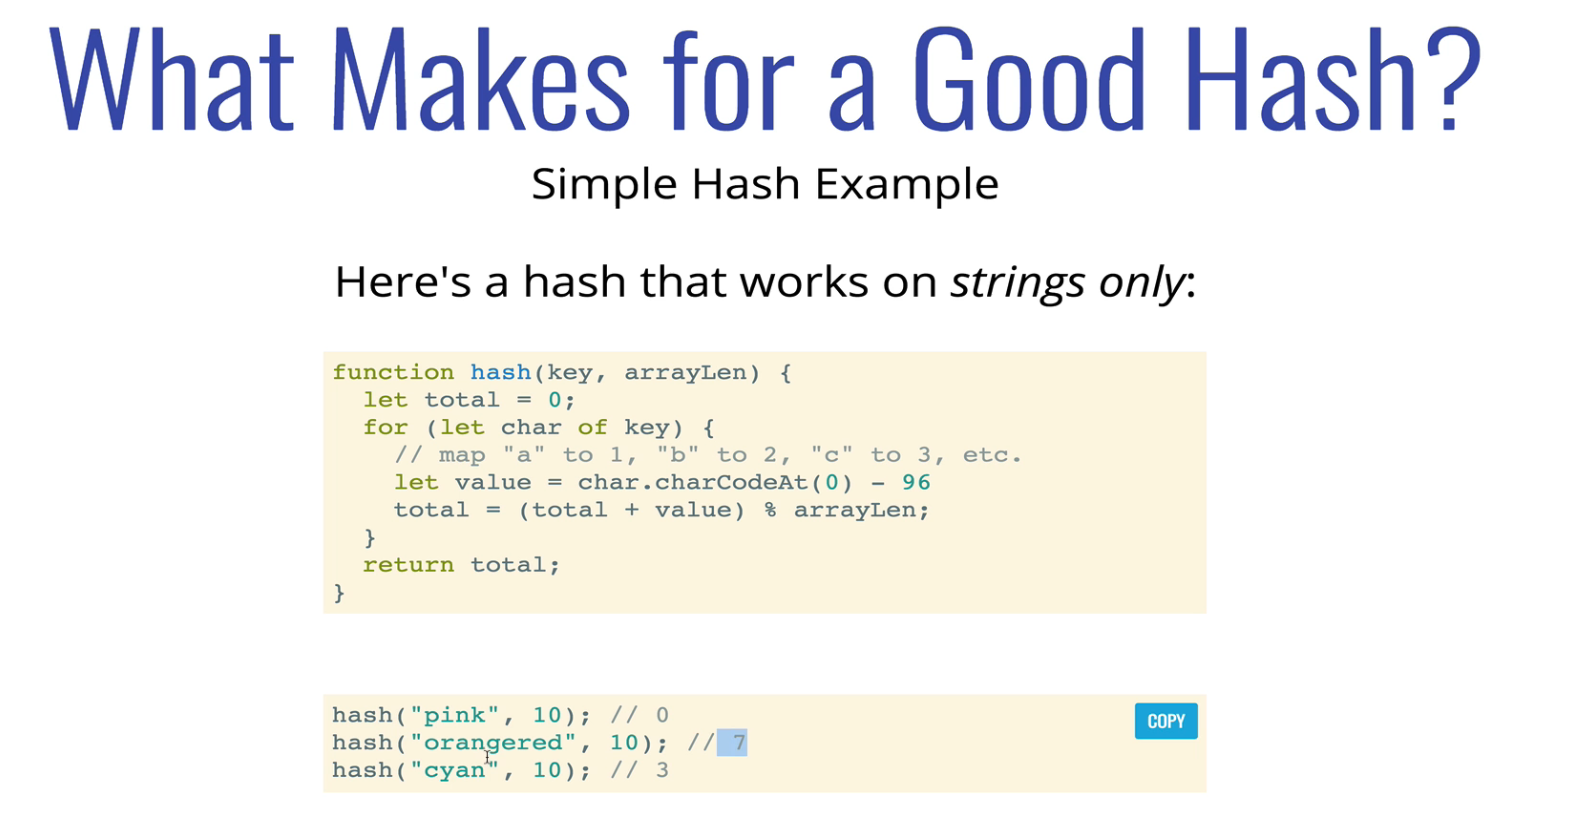 What Makes for a Good Hash?
Simple Hash Example
Here's a hash that works on strings only:
function hash(key, arrayLen) {
  let total = 0;
  for (let char of key) {
    // map "a" to 1, "b" to 2, "c" to 3, etc.
    let value = char.charCodeAt(0) - 96
    total = (total + value) % arrayLen;
  }
  return total;
}
hash("pink", 10); // 0
COPY
hash("orangered", 10); // 7
hash("cyan", 10); // 3